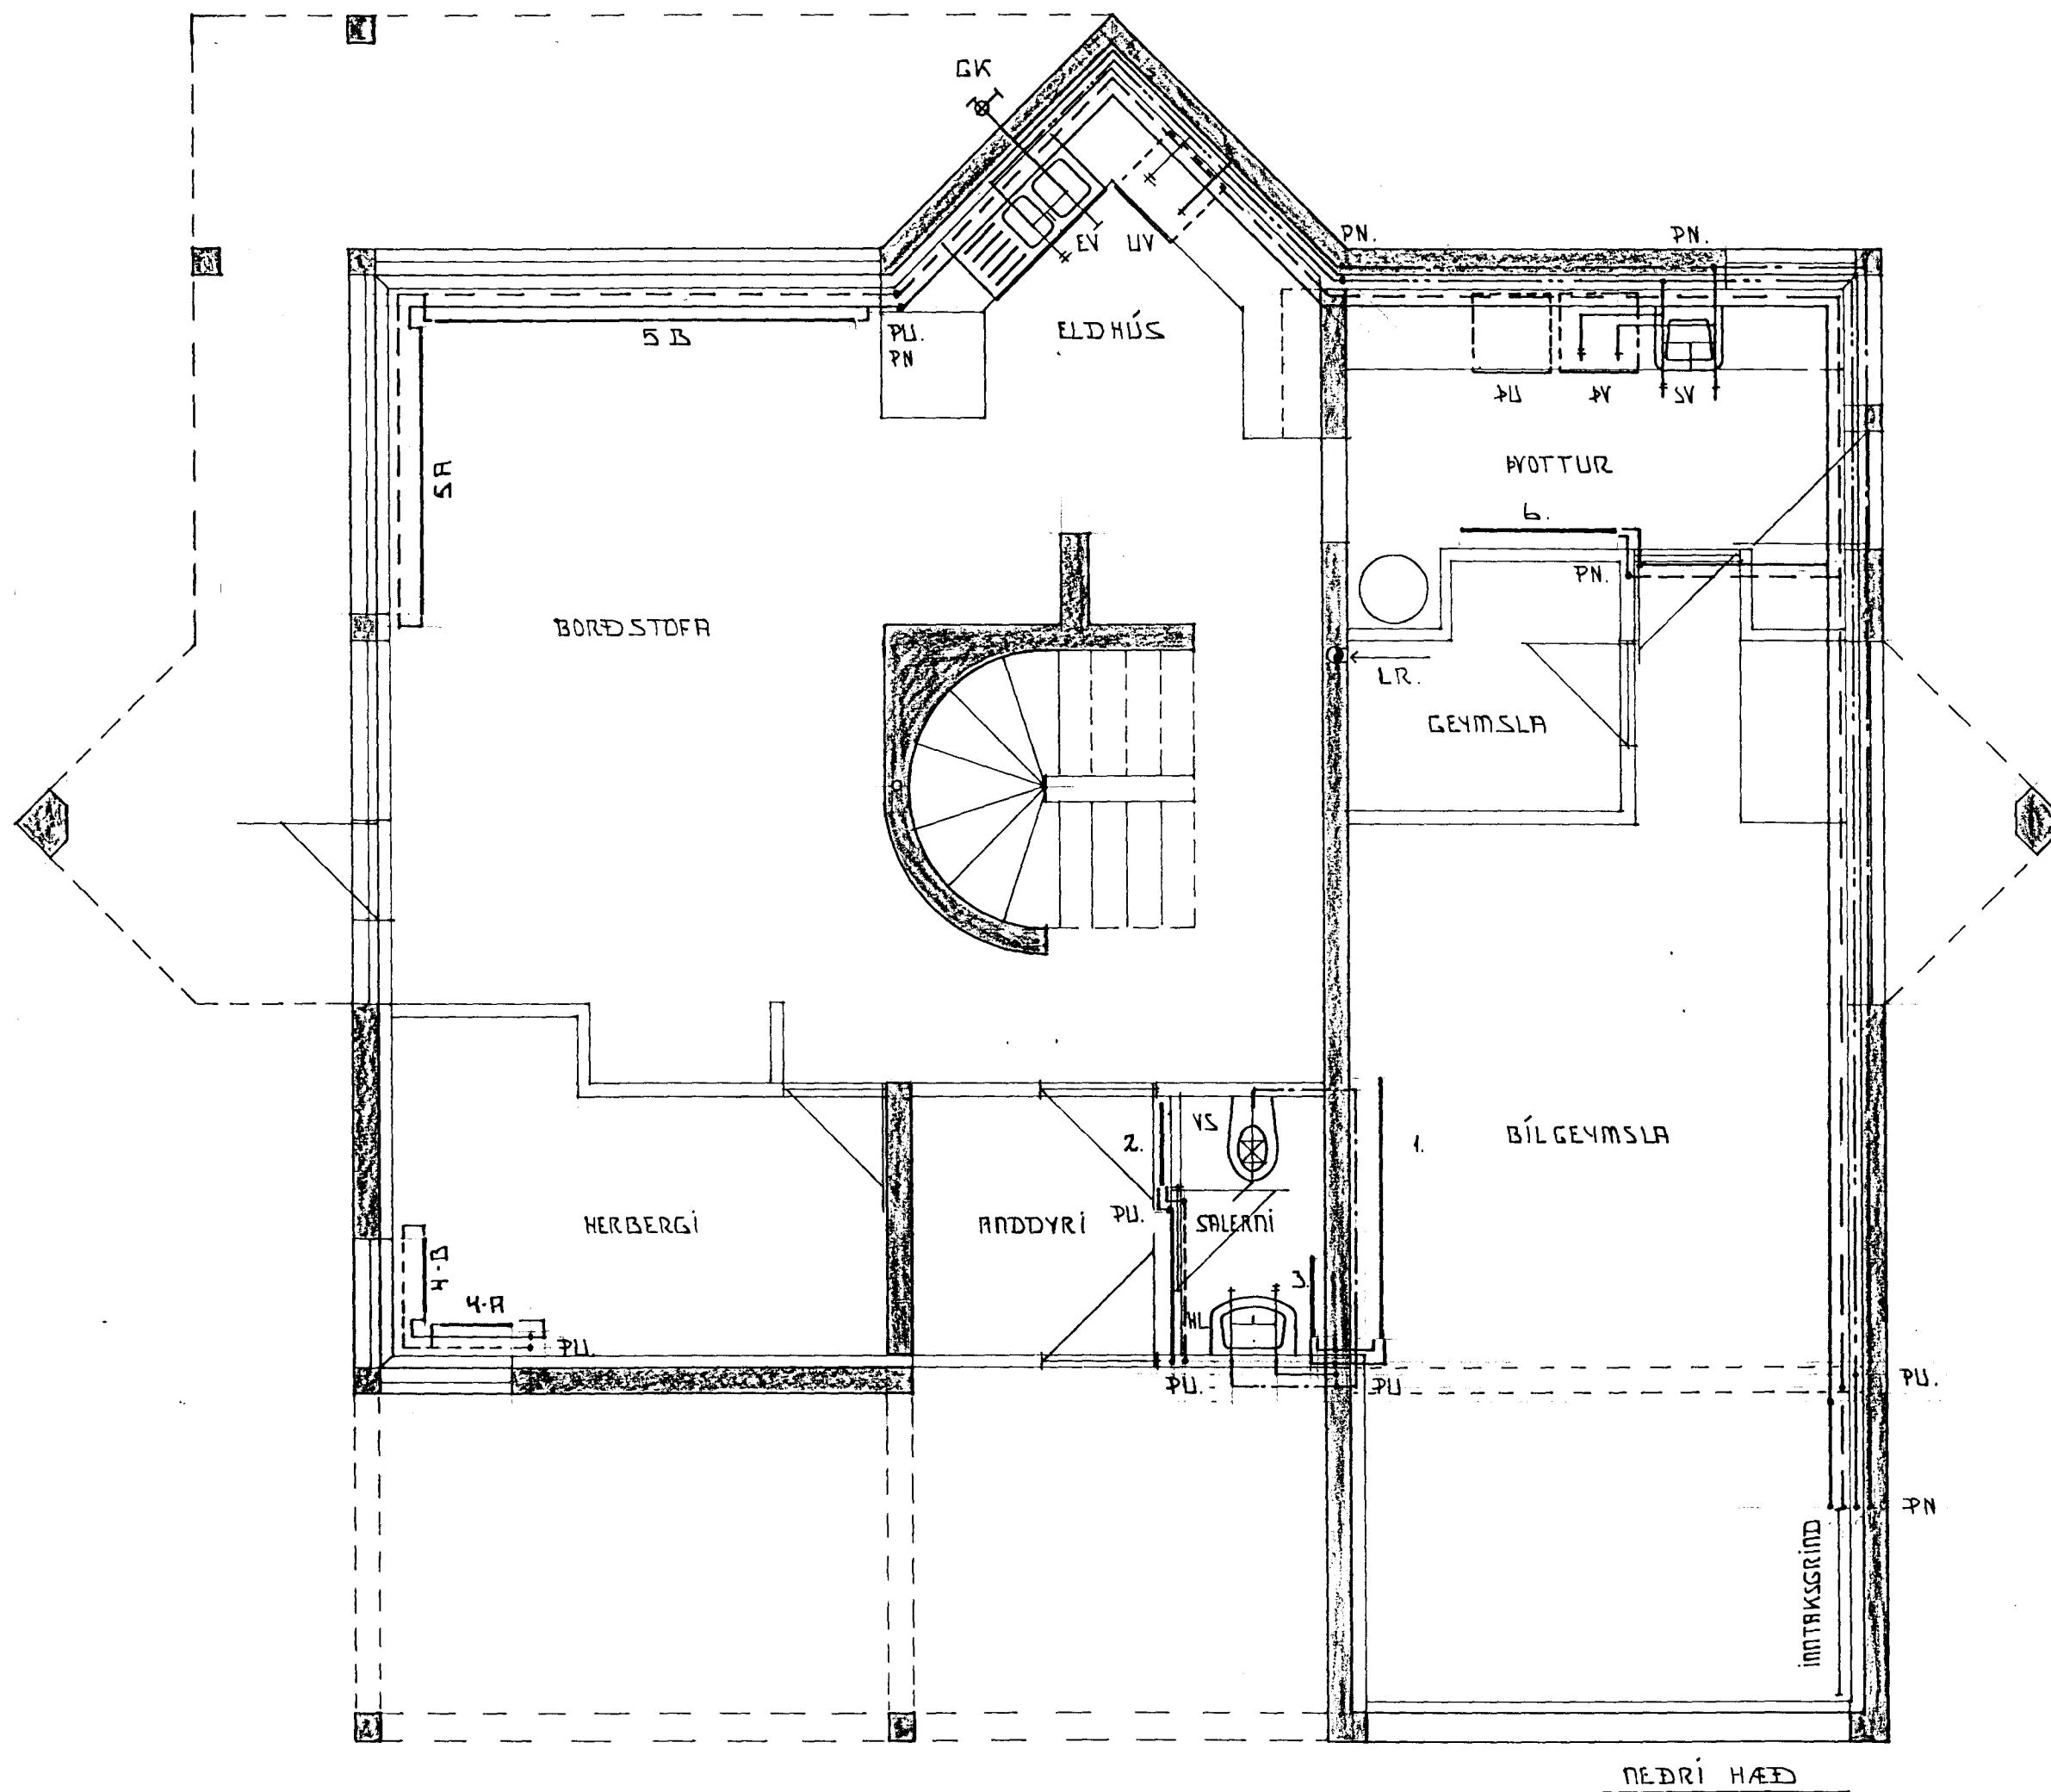 GK
EV UV
PN. PN.
5 B
PU.
PN
ELDHÚS
ÞU ÞV SV
5A
ÞVOTTUR
6.
PN.
BORÐSTOFA
LR.
GEYMSLA
VS
2.
1.
BÍLGEYMSLA
HERBERGI
ANDDYRI
PU.
SALERNI
4-B
4-A
3.
HL
PU.
PU.
PU
PU.
PN
INNTAKSGRIND
NEÐRI HÆÐ